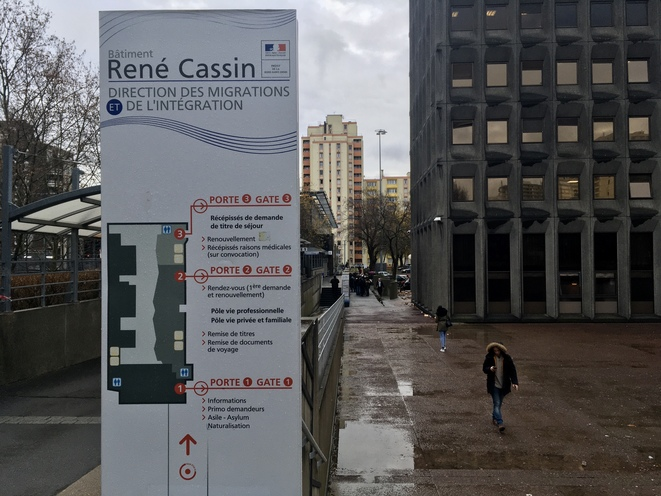 Bâtiment
René Cassin
DIRECTION DES MIGRATIONS
ET DE L'INTÉGRATION
PORTE 3 GATE 3
Récépissés de demande
de titre de séjour
› Renouvellement
› Récépissés raisons médicales
(sur convocation)
3
PORTE 2 GATE 2
› Rendez-vous (1ère demande
et renouvellement)
Pôle vie professionnelle
Pôle vie privée et familiale
› Remise de titres
› Remise de documents
de voyage
2
PORTE 1 GATE 1
› Informations
› Primo demandeurs
› Asile - Asylum
Naturalisation
1